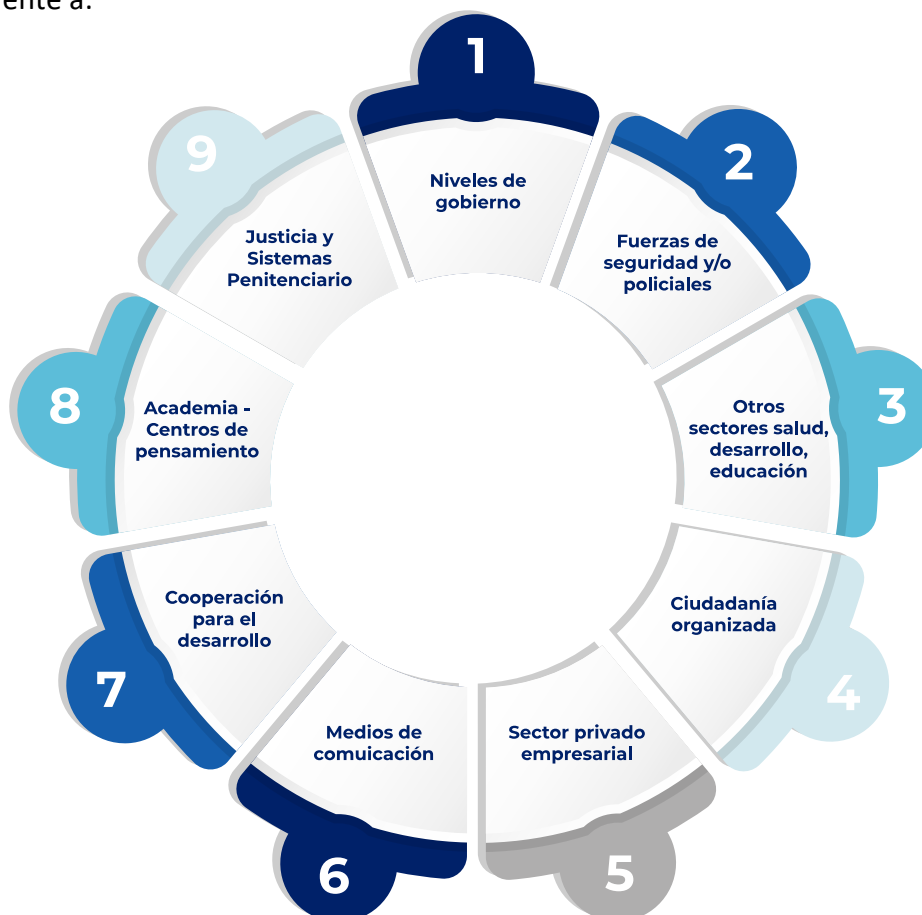 ente a:
1
Niveles de
gobierno
2
Fuerzas de
seguridad y/o
policiales
3
Otros
sectores salud,
desarrollo,
educación
4
Ciudadanía
organizada
5
Sector privado
empresarial
6
Medios de
comuicación
7
Cooperación
para el
desarrollo
8
Academia -
Centros de
pensamiento
9
Justicia y
Sistemas
Penitenciario